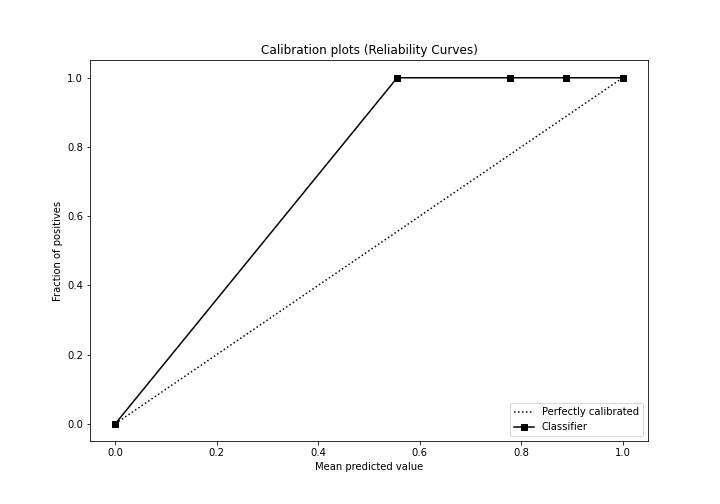 Calibration plots (Reliability Curves)
1.0
0.8
0.6
0.4
0.2
0.0
Fraction of positives
0.0 0.2 0.4 0.6 0.8 1.0
Mean predicted value
Perfectly calibrated
Classifier